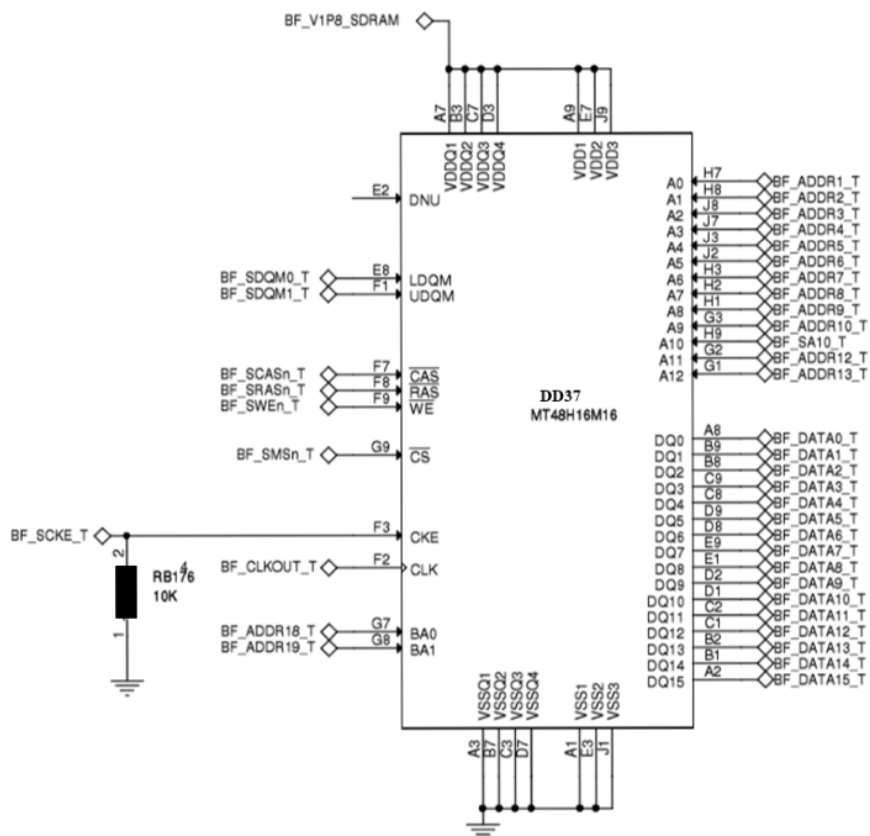 BF_V1P8_SDRAM
A7 B3 C7 D3 A9 E7 J9
VDDQ1 VDDQ2 VDDQ3 VDDQ4 VDD1 VDD2 VDD3
E2 DNU
BF_SDQM0_T E8 LDQM
BF_SDQM1_T F1 UDQM
BF_SCASn_T F7 CAS
BF_SRASn_T F8 RAS
BF_SWEn_T F9 WE
BF_SMSn_T G9 CS
BF_SCKE_T F3 CKE
2
4
RB176
10K
1
BF_CLKOUT_T F2 CLK
BF_ADDR18_T G7 BA0
BF_ADDR19_T G8 BA1
DD37
MT48H16M16
A0 H7 BF_ADDR1_T
A1 H8 BF_ADDR2_T
A2 J8 BF_ADDR3_T
A3 J7 BF_ADDR4_T
A4 J3 BF_ADDR5_T
A5 J2 BF_ADDR6_T
A6 H3 BF_ADDR7_T
A7 H2 BF_ADDR8_T
A8 H1 BF_ADDR9_T
A9 G3 BF_ADDR10_T
A10 H9 BF_SA10_T
A11 G2 BF_ADDR12_T
A12 G1 BF_ADDR13_T
DQ0 A8 BF_DATA0_T
DQ1 B9 BF_DATA1_T
DQ2 B8 BF_DATA2_T
DQ3 C9 BF_DATA3_T
DQ4 C8 BF_DATA4_T
DQ5 D9 BF_DATA5_T
DQ6 D8 BF_DATA6_T
DQ7 E9 BF_DATA7_T
DQ8 E1 BF_DATA8_T
DQ9 D2 BF_DATA9_T
DQ10 D1 BF_DATA10_T
DQ11 C2 BF_DATA11_T
DQ12 C1 BF_DATA12_T
DQ13 B2 BF_DATA13_T
DQ14 B1 BF_DATA14_T
DQ15 A2 BF_DATA15_T
VSSQ1 VSSQ2 VSSQ3 VSSQ4 VSS1 VSS2 VSS3
A3 B7 C3 D7 A1 E3 J1